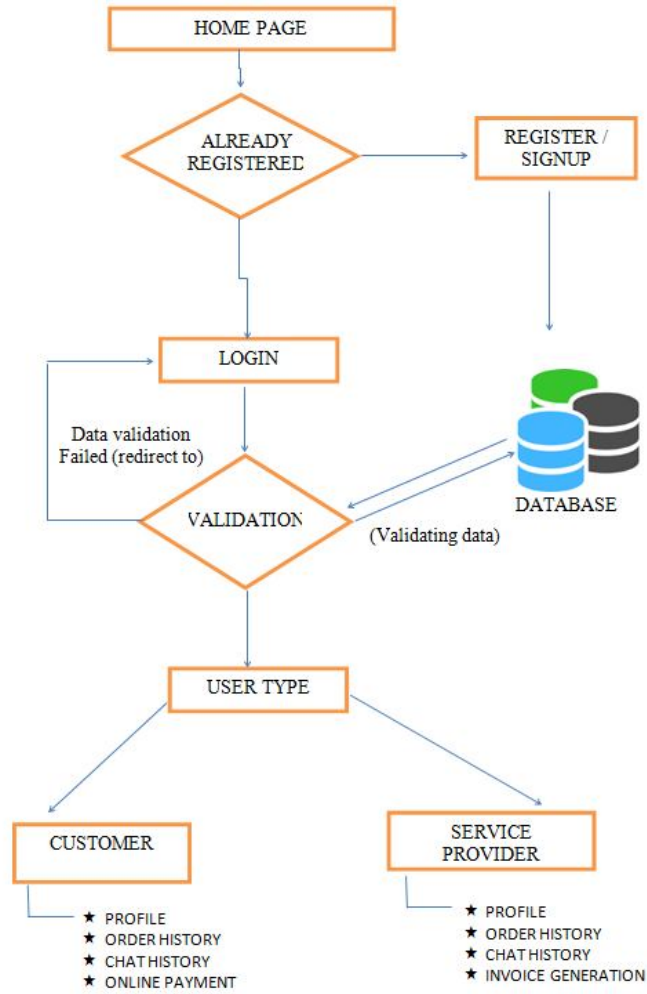 HOME PAGE
ALREADY
REGISTERED
REGISTER /
SIGNUP
LOGIN
Data validation
Failed (redirect to)
VALIDATION
DATABASE
(Validating data)
USER TYPE
CUSTOMER
SERVICE
PROVIDER
★ PROFILE
★ ORDER HISTORY
★ CHAT HISTORY
★ ONLINE PAYMENT
★ PROFILE
★ ORDER HISTORY
★ CHAT HISTORY
★ INVOICE GENERATION